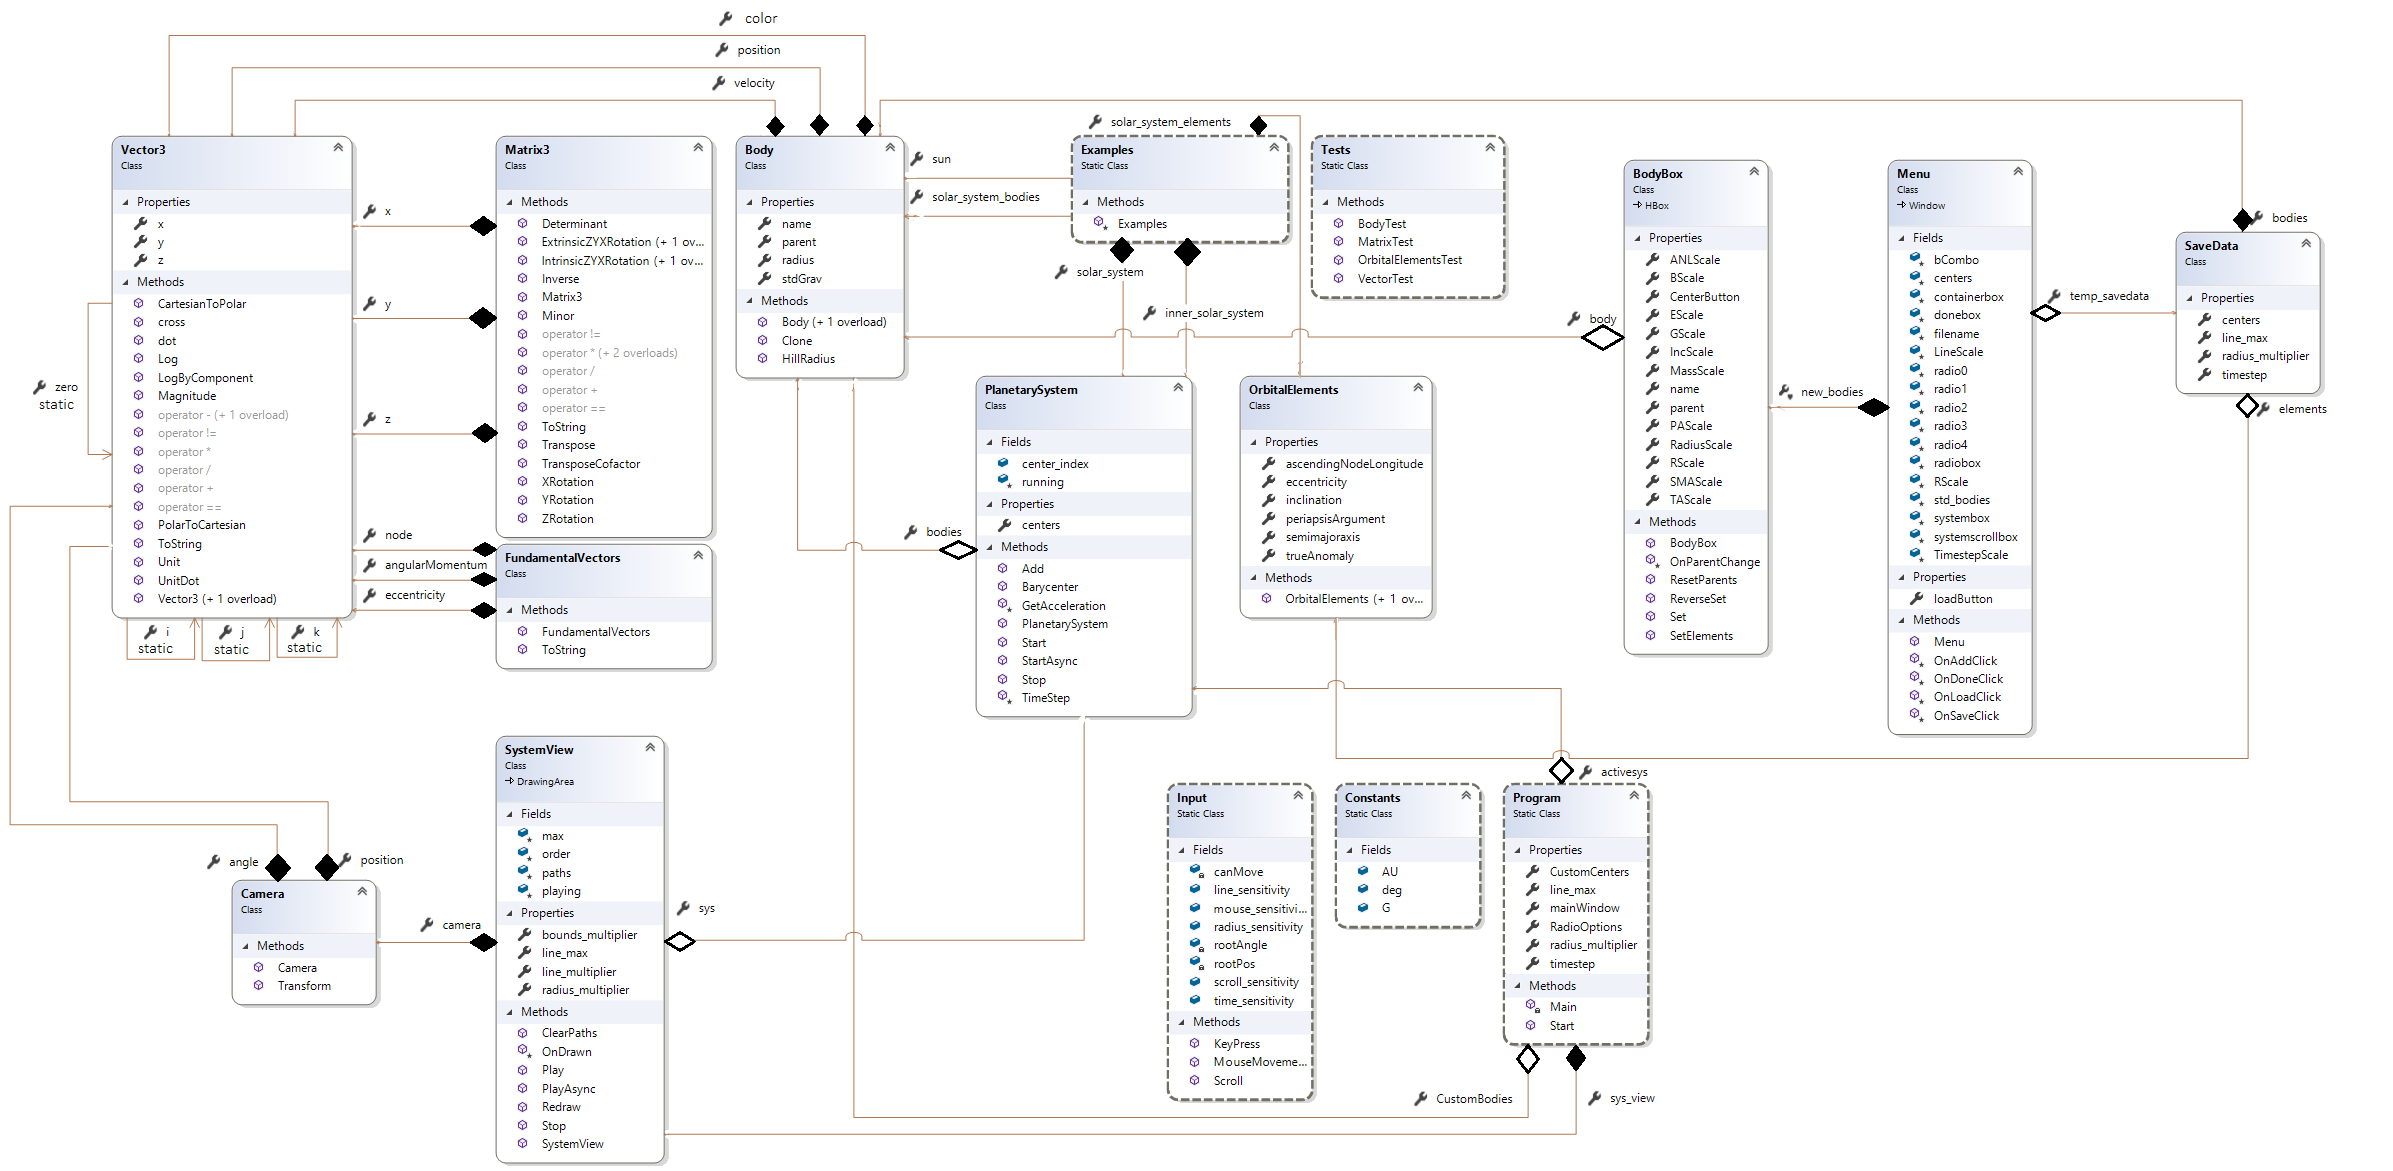 color
position
velocity
Vector3
Class
Properties
x
y
z
Methods
CartesianToPolar
cross
dot
Log
LogByComponent
Magnitude
operator - (+ 1 overload)
operator !=
operator *
operator /
operator +
operator ==
PolarToCartesian
ToString
Unit
UnitDot
Vector3 (+ 1 overload)
zero
static
i
static
j
static
k
static
x
y
z
node
angularMomentum
eccentricity
Matrix3
Class
Methods
Determinant
ExtrinsicZYXRotation (+ 1 ov...
IntrinsicZYXRotation (+ 1 ov...
Inverse
Matrix3
Minor
operator !=
operator * (+ 2 overloads)
operator /
operator +
operator ==
ToString
Transpose
TransposeCofactor
XRotation
YRotation
ZRotation
FundamentalVectors
Class
Methods
FundamentalVectors
ToString
Body
Class
Properties
name
parent
radius
stdGrav
Methods
Body (+ 1 overload)
Clone
HillRadius
sun
solar_system_bodies
solar_system_elements
Examples
Static Class
Methods
Examples
solar_system
inner_solar_system
Tests
Static Class
Methods
BodyTest
MatrixTest
OrbitalElementsTest
VectorTest
PlanetarySystem
Class
Fields
center_index
running
Properties
centers
Methods
Add
Barycenter
GetAcceleration
PlanetarySystem
Start
StartAsync
Stop
TimeStep
bodies
OrbitalElements
Class
Properties
ascendingNodeLongitude
eccentricity
inclination
periapsisArgument
semimajoraxis
trueAnomaly
Methods
OrbitalElements (+ 1 ov...
body
BodyBox
Class
HBox
Properties
ANLScale
BScale
CenterButton
EScale
GScale
IncScale
MassScale
name
parent
PAScale
RadiusScale
RScale
SMAScale
TAScale
Methods
BodyBox
OnParentChange
ResetParents
ReverseSet
Set
SetElements
new_bodies
Menu
Class
Window
Fields
bCombo
centers
containerbox
donebox
filename
LineScale
radio0
radio1
radio2
radio3
radio4
radiobox
RScale
std_bodies
systembox
systemscrollbox
TimestepScale
Properties
loadButton
Methods
Menu
OnAddClick
OnDoneClick
OnLoadClick
OnSaveClick
temp_savedata
bodies
SaveData
Class
Properties
centers
line_max
radius_multiplier
timestep
elements
angle
position
Camera
Class
Methods
Camera
Transform
camera
SystemView
Class
DrawingArea
Fields
max
order
paths
playing
Properties
bounds_multiplier
line_max
line_multiplier
radius_multiplier
Methods
ClearPaths
OnDrawn
Play
PlayAsync
Redraw
Stop
SystemView
sys
Input
Static Class
Fields
canMove
line_sensitivity
mouse_sensitivi...
radius_sensitivity
rootAngle
rootPos
scroll_sensitivity
time_sensitivity
Methods
KeyPress
MouseMoveme...
Scroll
Constants
Static Class
Fields
AU
deg
G
activesys
Program
Static Class
Properties
CustomCenters
line_max
mainWindow
RadioOptions
radius_multiplier
timestep
Methods
Main
Start
CustomBodies
sys_view